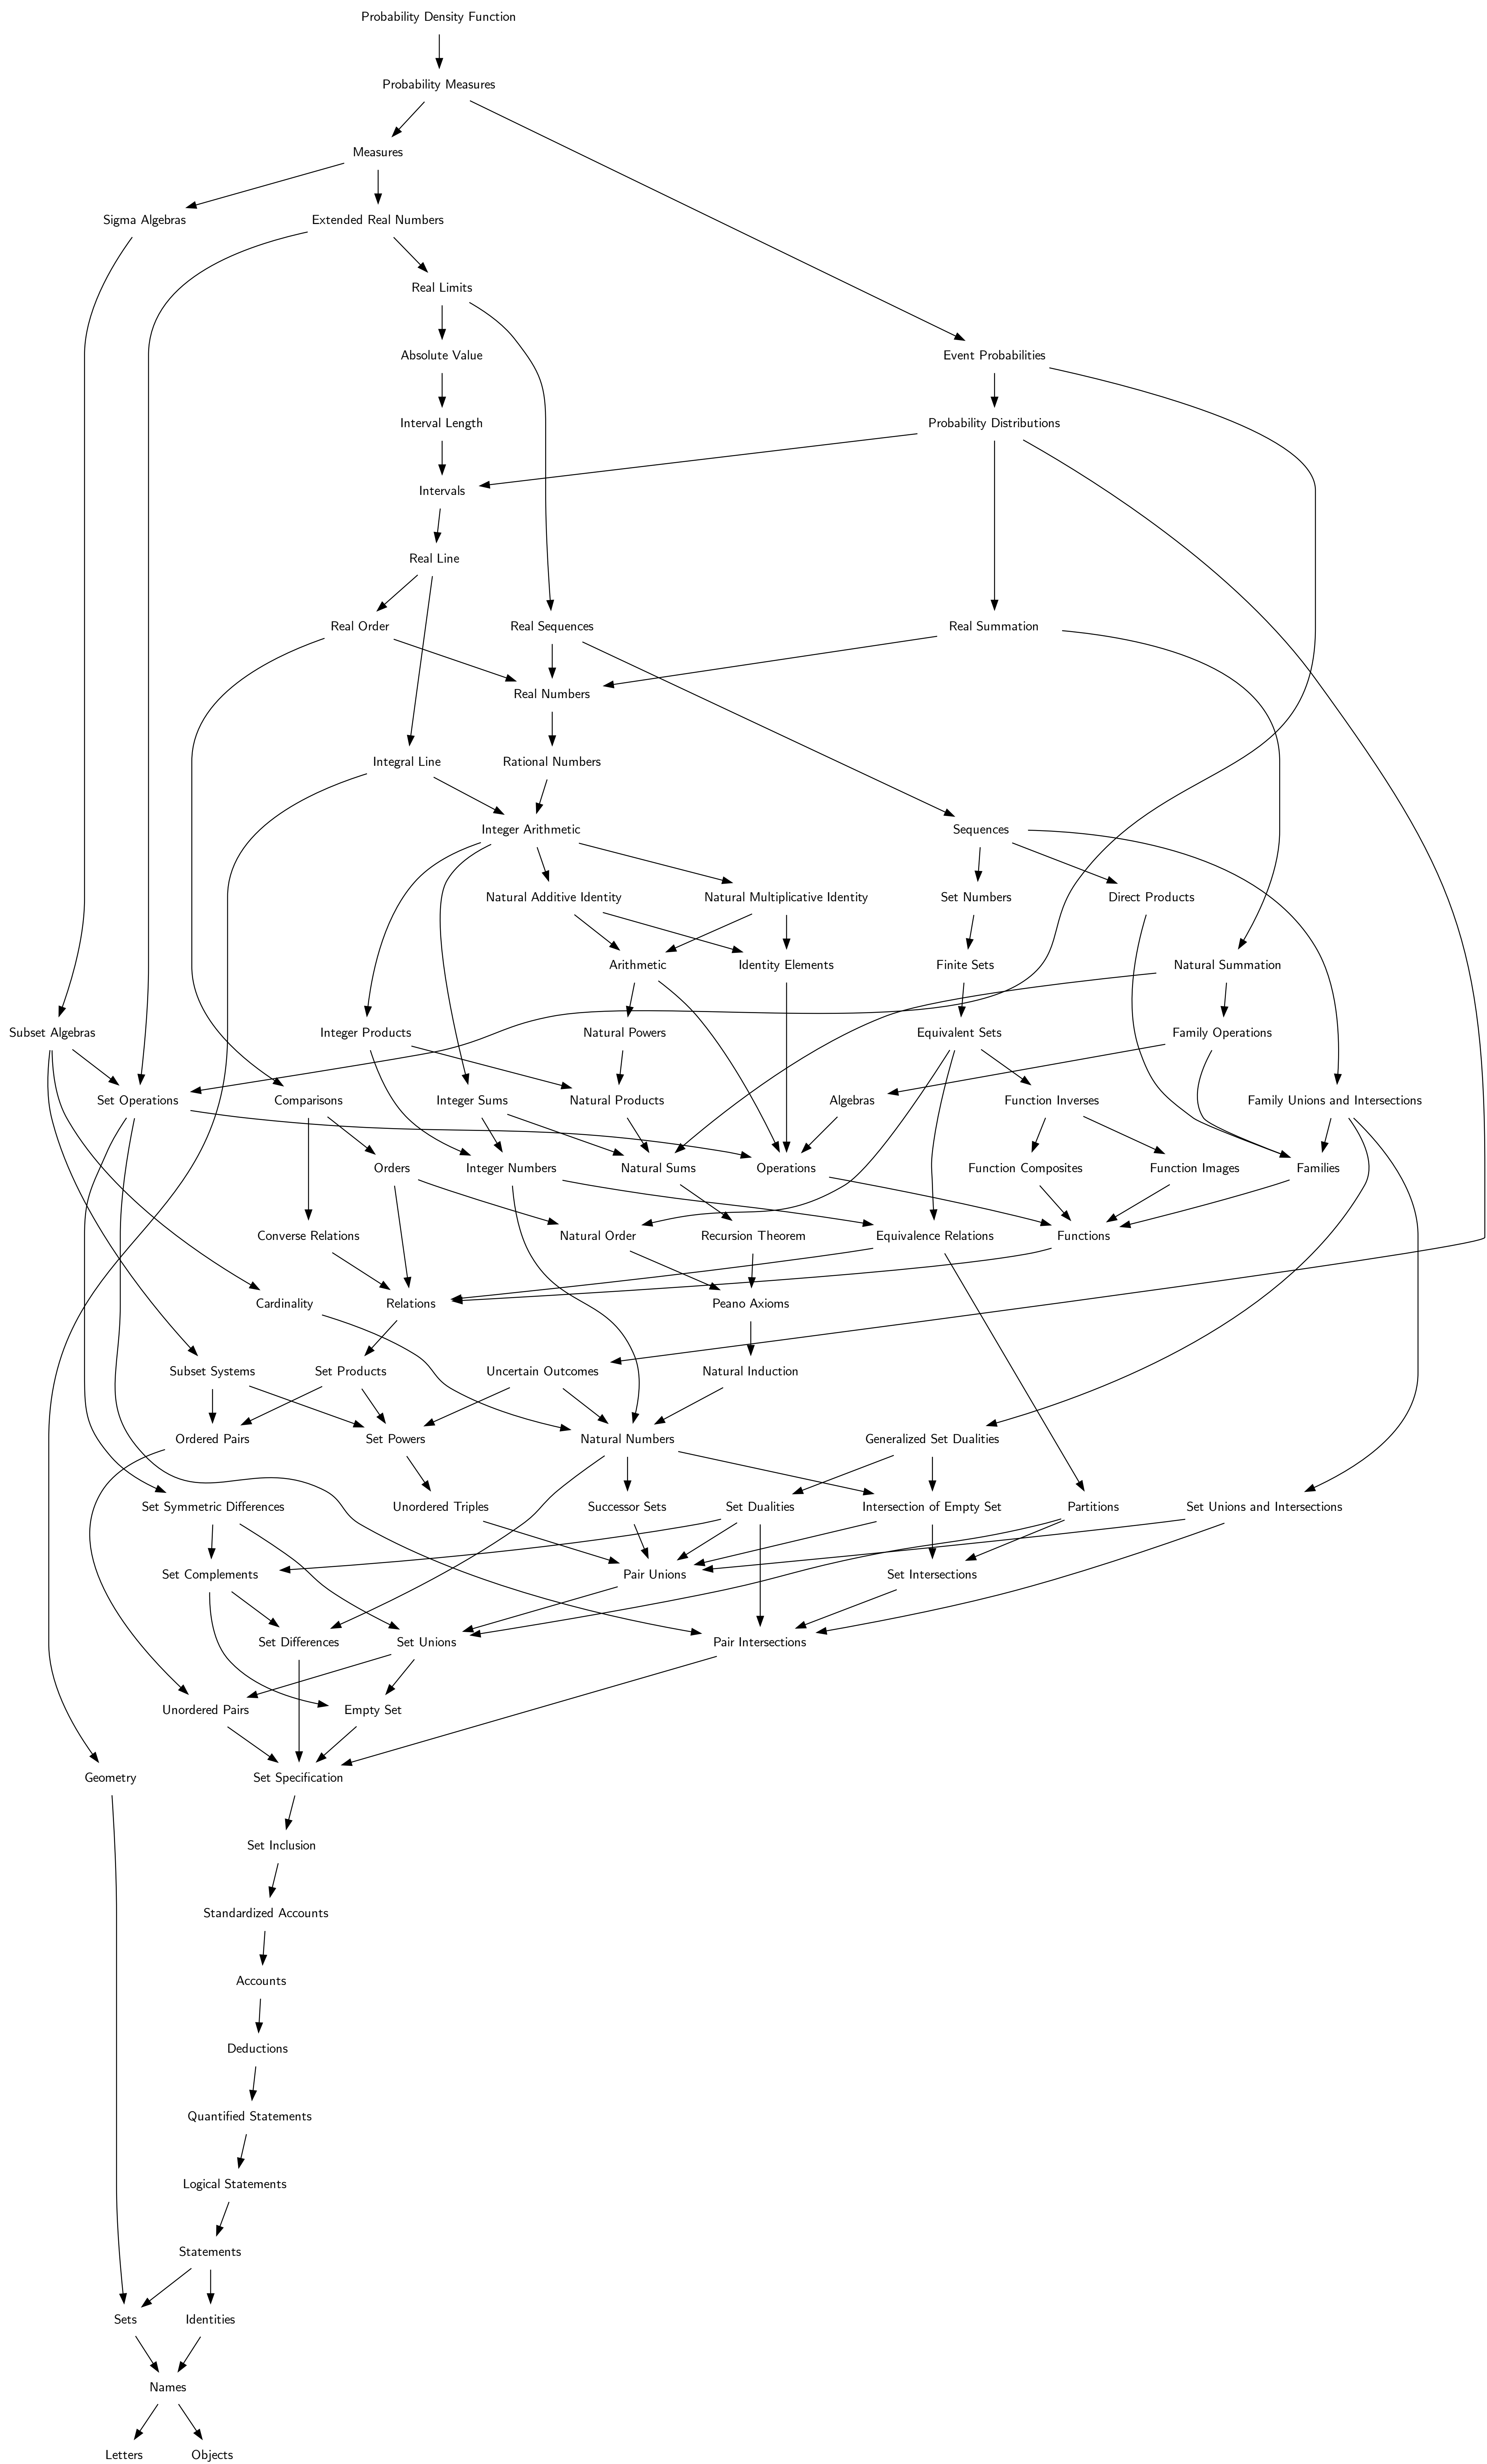 Probability Density Function
Probability Measures
Measures
Sigma Algebras
Extended Real Numbers
Real Limits
Absolute Value
Event Probabilities
Interval Length
Probability Distributions
Intervals
Real Line
Real Order
Real Sequences
Real Summation
Real Numbers
Integral Line
Rational Numbers
Integer Arithmetic
Sequences
Natural Additive Identity
Natural Multiplicative Identity
Set Numbers
Direct Products
Arithmetic
Identity Elements
Finite Sets
Natural Summation
Subset Algebras
Integer Products
Natural Powers
Equivalent Sets
Family Operations
Set Operations
Comparisons
Integer Sums
Natural Products
Algebras
Function Inverses
Family Unions and Intersections
Orders
Integer Numbers
Natural Sums
Operations
Function Composites
Function Images
Families
Converse Relations
Natural Order
Recursion Theorem
Equivalence Relations
Functions
Cardinality
Relations
Peano Axioms
Subset Systems
Set Products
Uncertain Outcomes
Natural Induction
Ordered Pairs
Set Powers
Natural Numbers
Generalized Set Dualities
Set Symmetric Differences
Unordered Triples
Successor Sets
Set Dualities
Intersection of Empty Set
Partitions
Set Unions and Intersections
Set Complements
Pair Unions
Set Intersections
Set Differences
Set Unions
Pair Intersections
Unordered Pairs
Empty Set
Geometry
Set Specification
Set Inclusion
Standardized Accounts
Accounts
Deductions
Quantified Statements
Logical Statements
Statements
Sets
Identities
Names
Letters
Objects